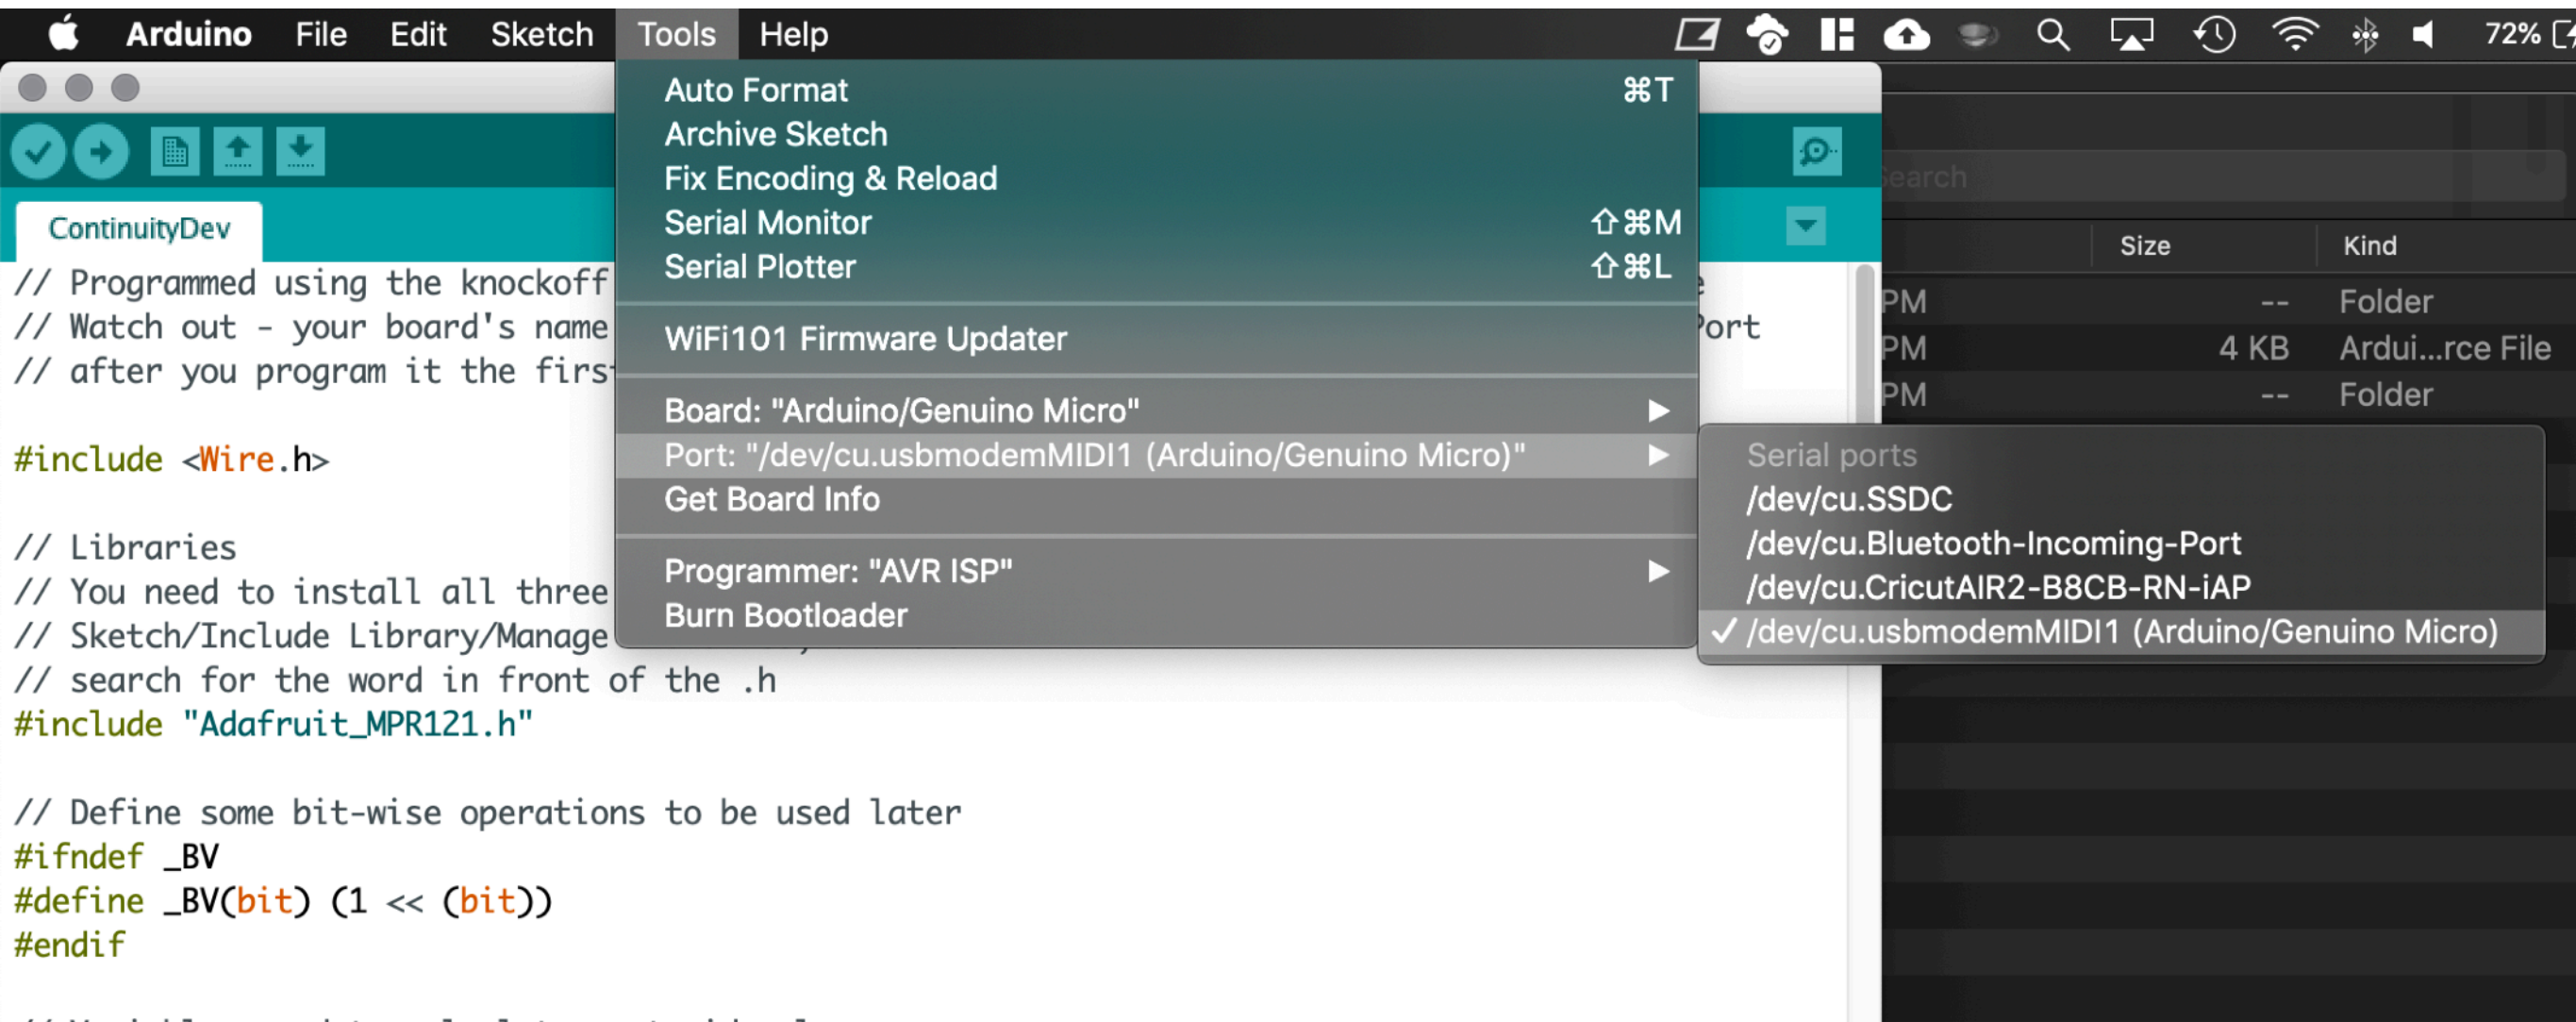 Arduino File Edit Sketch Tools Help 72%
Auto Format ⌘T
Archive Sketch
Fix Encoding & Reload
Serial Monitor ⇧⌘M
Serial Plotter ⇧⌘L
WiFi101 Firmware Updater
Board: "Arduino/Genuino Micro"
Port: "/dev/cu.usbmodemMIDI1 (Arduino/Genuino Micro)"
Get Board Info
Programmer: "AVR ISP"
Burn Bootloader
Serial ports
/dev/cu.SSDC
/dev/cu.Bluetooth-Incoming-Port
/dev/cu.CricutAIR2-B8CB-RN-iAP
✓ /dev/cu.usbmodemMIDI1 (Arduino/Genuino Micro)
ContinuityDev
// Programmed using the knockoff
// Watch out - your board's name
// after you program it the
#include <Wire.h>
// Libraries
// You need to install all three
// Sketch/Include Library/Manage
// search for the word in front of the .h
#include "Adafruit_MPR121.h"
// Define some bit-wise operations to be used later
#ifndef _BV
#define _BV(bit) (1 << (bit))
#endif
Search
Size Kind
PM -- Folder
PM 4 KB Ardui...rce File
PM -- Folder